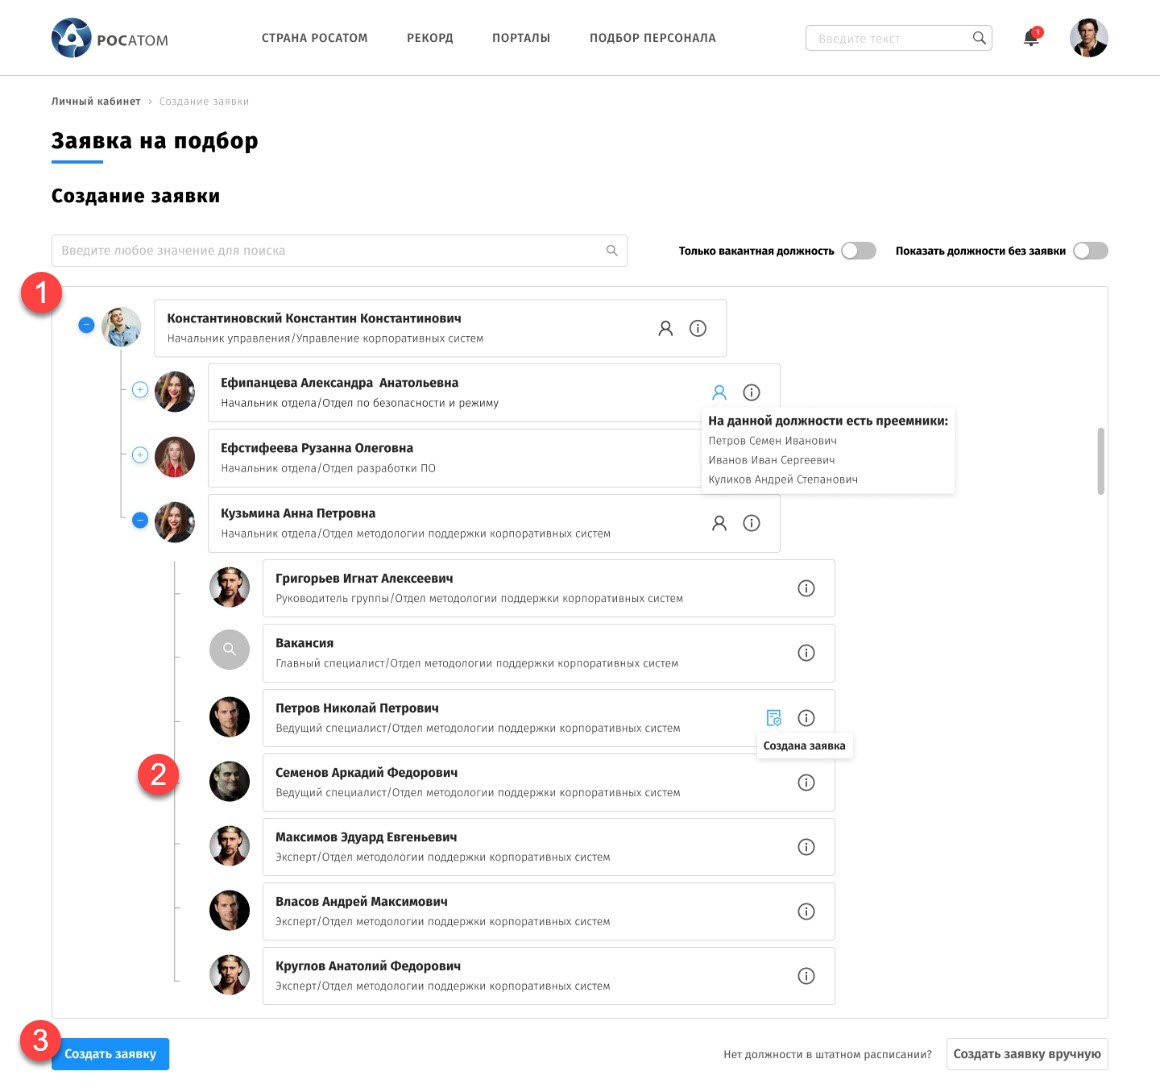 РОСАТОМ
СТРАНА РОСАТОМ
РЕКОРД
ПОРТАЛЫ
ПОДБОР ПЕРСОНАЛА
Введите текст
1
Личный кабинет › Создание заявки
Заявка на подбор
Создание заявки
Введите любое значение для поиска
Только вакантная должность
Показать должности без заявки
1
Константиновский Константин Константинович
Начальник управления/Управление корпоративных систем
Ефипанцева Александра  Анатольевна
Начальник отдела/Отдел по безопасности и режиму
На данной должности есть преемники:
Петров Семен Иванович
Иванов Иван Сергеевич
Куликов Андрей Степанович
Ефстифеева Рузанна Олеговна
Начальник отдела/Отдел разработки ПО
Кузьмина Анна Петровна
Начальник отдела/Отдел методологии поддержки корпоративных систем
Григорьев Игнат Алексеевич
Руководитель группы/Отдел методологии поддержки корпоративных систем
Вакансия
Главный специалист/Отдел методологии поддержки корпоративных систем
Петров Николай Петрович
Ведущий специалист/Отдел методологии поддержки корпоративных систем
Создана заявка
2
Семенов Аркадий Федорович
Ведущий специалист/Отдел методологии поддержки корпоративных систем
Максимов Эдуард Евгеньевич
Эксперт/Отдел методологии поддержки корпоративных систем
Власов Андрей Максимович
Эксперт/Отдел методологии поддержки корпоративных систем
Круглов Анатолий Федорович
Эксперт/Отдел методологии поддержки корпоративных систем
3
Создать заявку
Нет должности в штатном расписании?
Создать заявку вручную